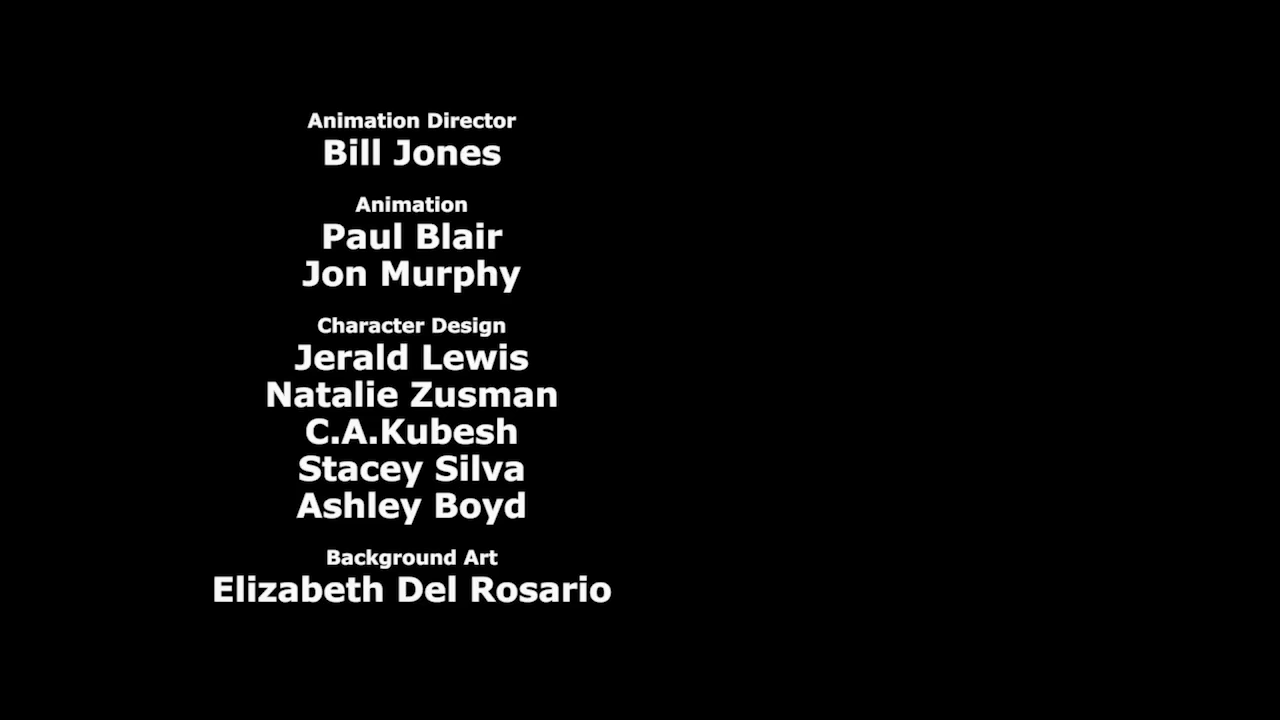 Animation Director
Bill Jones
Animation
Paul Blair
Jon Murphy
Character Design
Jerald Lewis
Natalie Zusman
C.A.Kubesh
Stacey Silva
Ashley Boyd
Background Art
Elizabeth Del Rosario